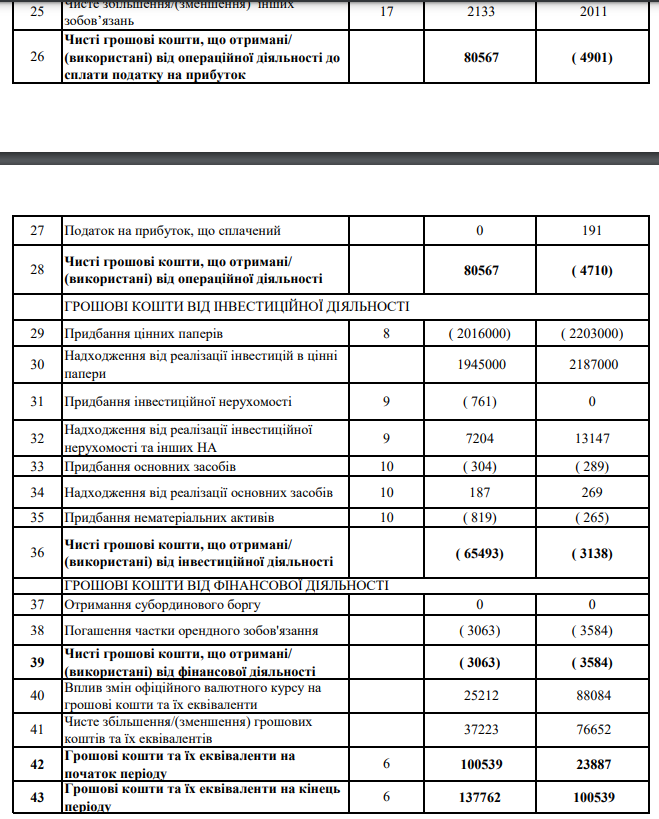 25 Чисте збільшення/(зменшення) інших 17 2133 2011
зобов’язань
Чисті грошові кошти, що отримані/
26 (використані) від операційної діяльності до 80567 ( 4901)
сплати податку на прибуток
27 Податок на прибуток, що сплачений 0 191
28 Чисті грошові кошти, що отримані/ 80567 ( 4710)
(використані) від операційної діяльності
ГРОШОВІ КОШТИ ВІД ІНВЕСТИЦІЙНОЇ ДІЯЛЬНОСТІ
29 Придбання цінних паперів 8 ( 2016000) ( 2203000)
30 Надходження від реалізації інвестицій в цінні 1945000 2187000
папери
31 Придбання інвестиційної нерухомості 9 ( 761) 0
32 Надходження від реалізації інвестиційної 9 7204 13147
нерухомості та інших НА
33 Придбання основних засобів 10 ( 304) ( 289)
34 Надходження від реалізації основних засобів 10 187 269
35 Придбання нематеріальних активів 10 ( 819) ( 265)
36 Чисті грошові кошти, що отримані/ ( 65493) ( 3138)
(використані) від інвестиційної діяльності
ГРОШОВІ КОШТИ ВІД ФІНАНСОВОЇ ДІЯЛЬНОСТІ
37 Отримання субординового боргу 0 0
38 Погашення частки орендного зобов'язання ( 3063) ( 3584)
39 Чисті грошові кошти, що отримані/ ( 3063) ( 3584)
(використані) від фінансової діяльності
40 Вплив змін офіційного валютного курсу на 25212 88084
грошові кошти та їх еквіваленти
41 Чисте збільшення/(зменшення) грошових 37223 76652
коштів та їх еквівалентів
42 Грошові кошти та їх еквіваленти на 6 100539 23887
початок періоду
43 Грошові кошти та їх еквіваленти на кінець 6 137762 100539
періоду